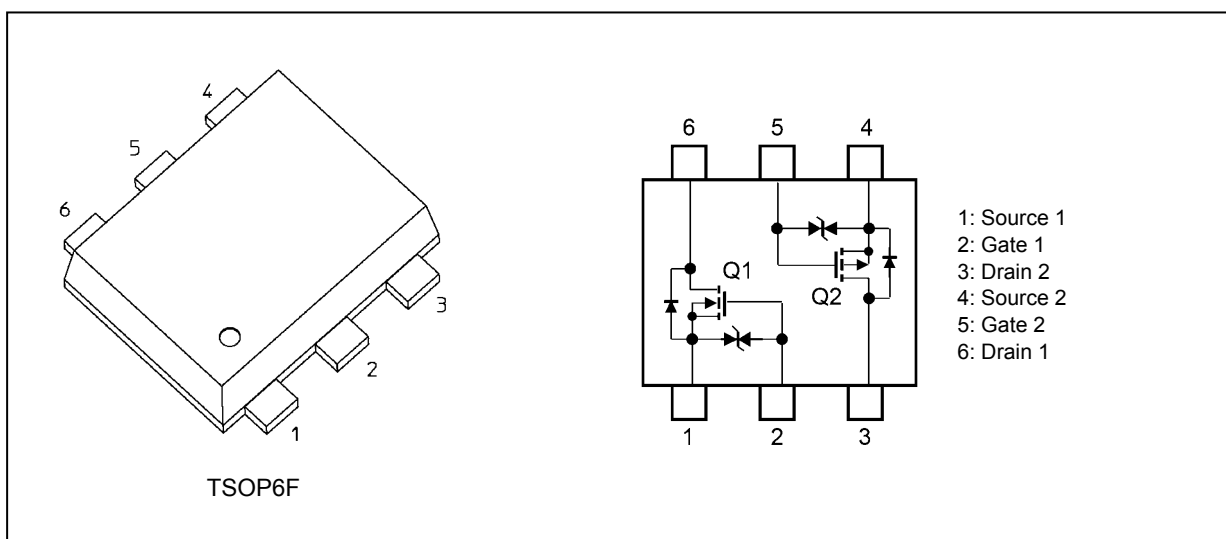 4
5
6
3
2
1
TSOP6F
6 5 4
Q1
Q2
1 2 3
1: Source 1
2: Gate 1
3: Drain 2
4: Source 2
5: Gate 2
6: Drain 1